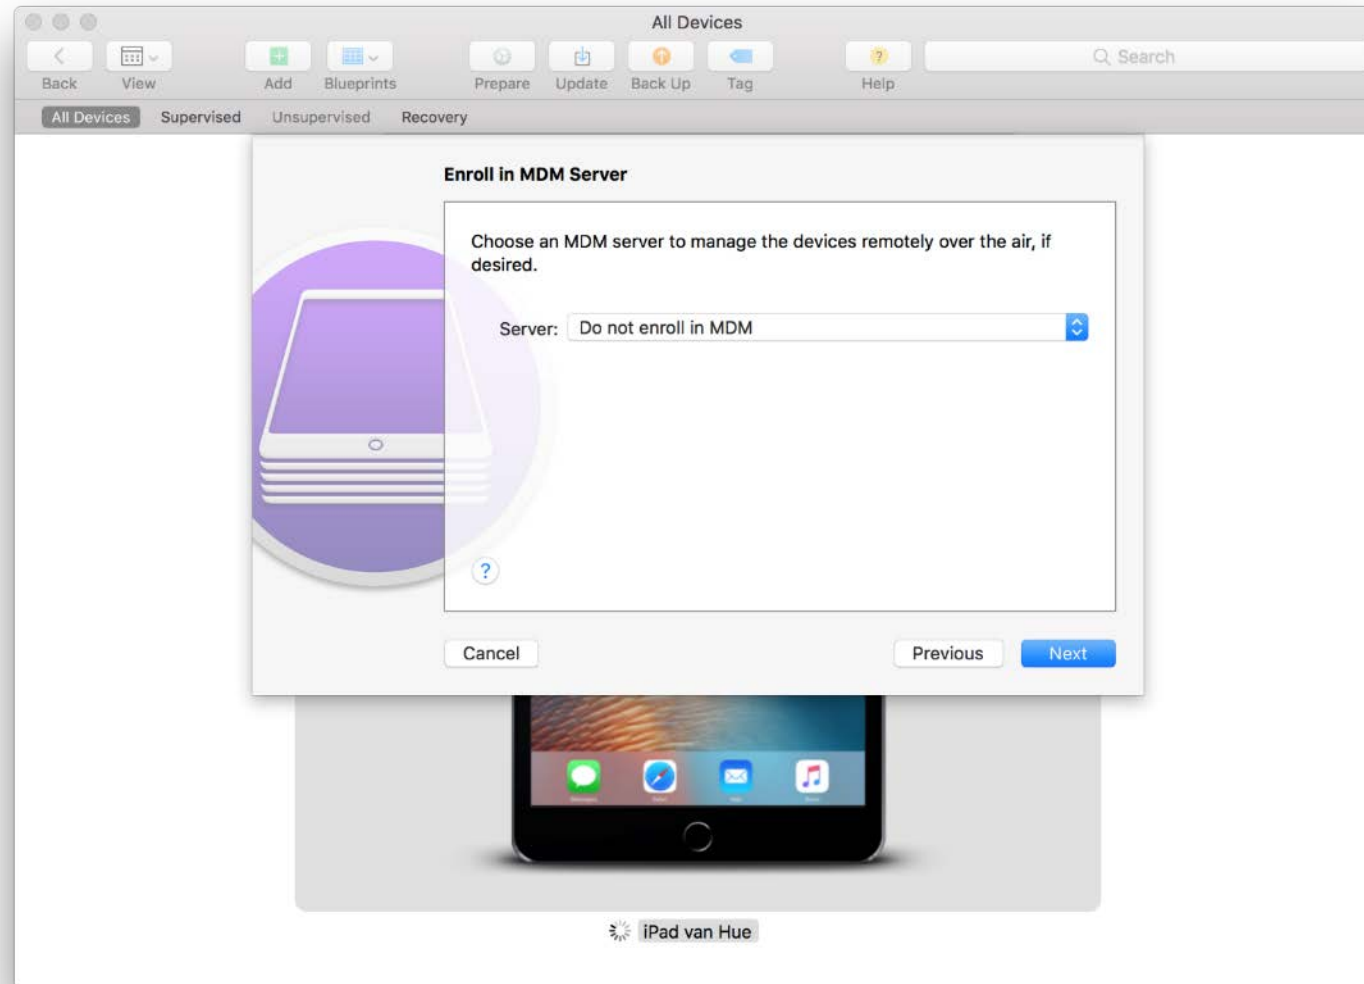 All Devices
Back View Add Blueprints Prepare Update Back Up Tag Help Search
All Devices Supervised Unsupervised Recovery
Enroll in MDM Server
Choose an MDM server to manage the devices remotely over the air, if
desired.
Server: Do not enroll in MDM
?
Cancel Previous Next
iPad van Hue